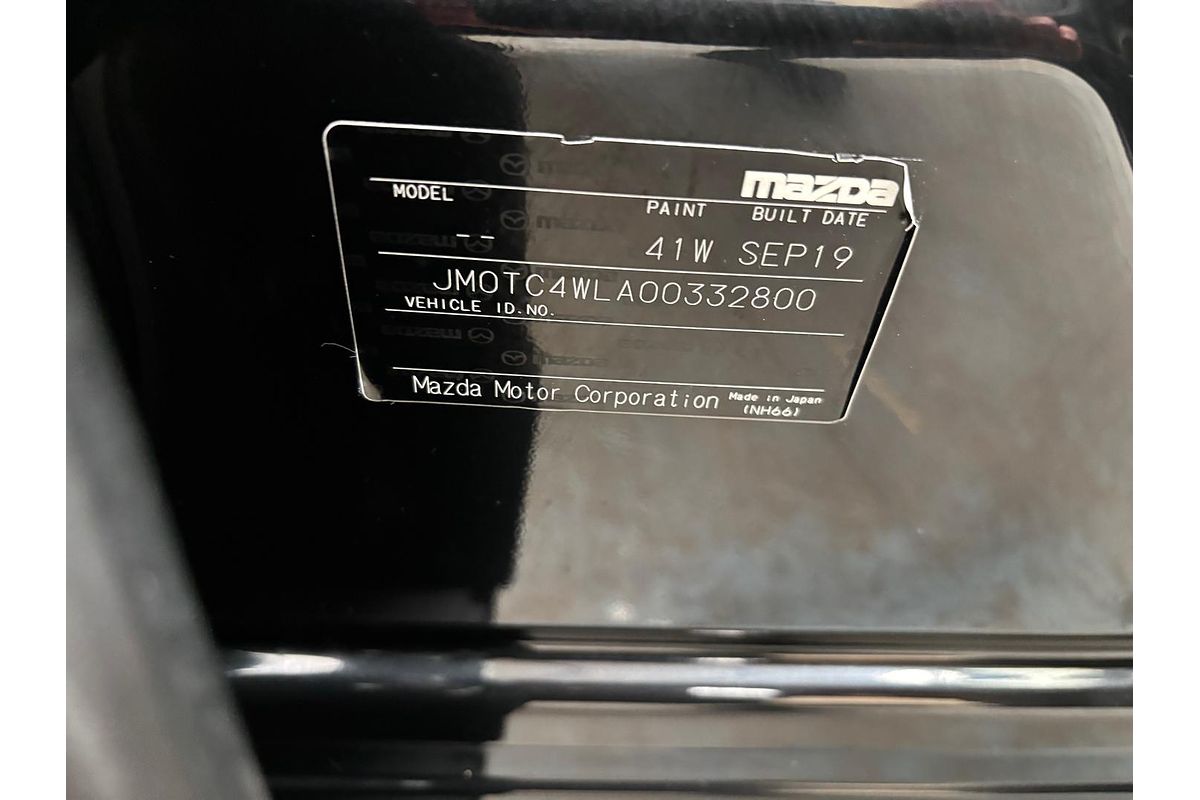 mazda
MODEL PAINT BUILT DATE
-- 41W SEP19
JM0TC4WLA00332800
VEHICLE ID.NO.
Mazda Motor Corporation Made in Japan
(NH66)